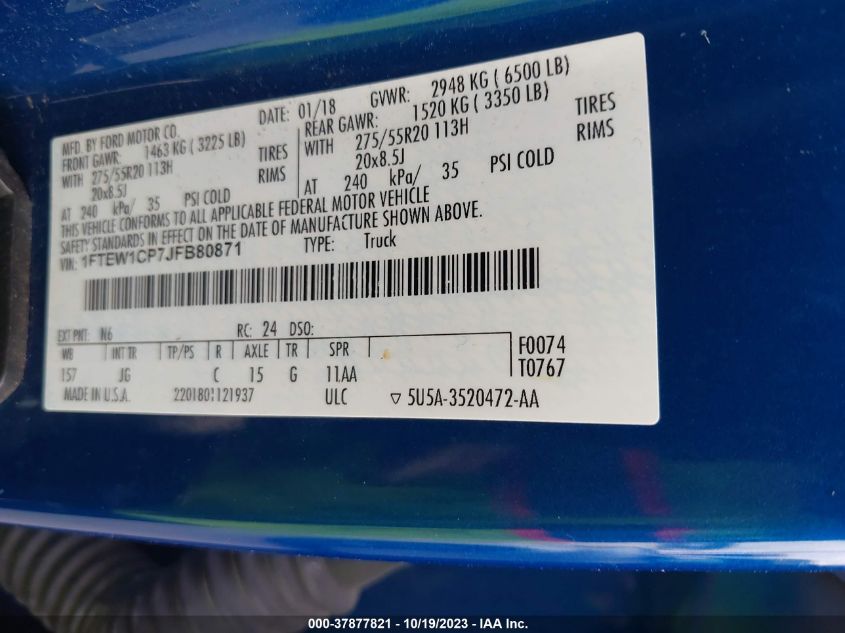 MFD. BY FORD MOTOR CO. DATE: 01/18 GVWR: 2948 KG ( 6500 LB)
FRONT GAWR: 1463 KG ( 3225 LB) REAR GAWR: 1520 KG ( 3350 LB)
WITH 275/55R20 113H TIRES WITH 275/55R20 113H TIRES
20x8.5J RIMS 20x8.5J RIMS
AT 240 kPa/ 35 PSI COLD AT 240 kPa/ 35 PSI COLD
THIS VEHICLE CONFORMS TO ALL APPLICABLE FEDERAL MOTOR VEHICLE
SAFETY STANDARDS IN EFFECT ON THE DATE OF MANUFACTURE SHOWN ABOVE.
VIN: 1FTEW1CP7JFB80871 TYPE: Truck
EXT PNT: N6 RC: 24 DSO:
WB INT TR TP/PS R AXLE TR SPR F0074
157 JG C 15 G 11AA T0767
MADE IN U.S.A. 2201801121937 ULC ▽ 5U5A-3520472-AA
000-37877821 - 10/19/2023 - IAA Inc.